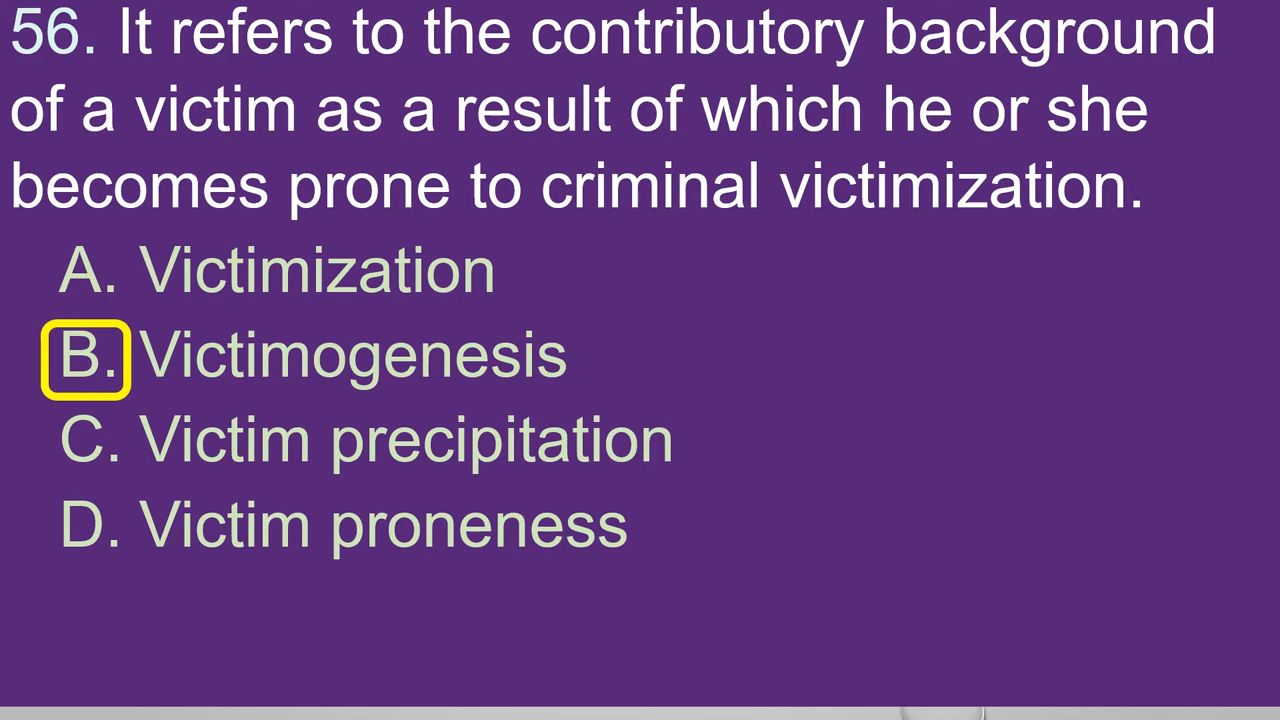 56. It refers to the contributory background
of a victim as a result of which he or she
becomes prone to criminal victimization.
A. Victimization
B. Victimogenesis
C. Victim precipitation
D. Victim proneness